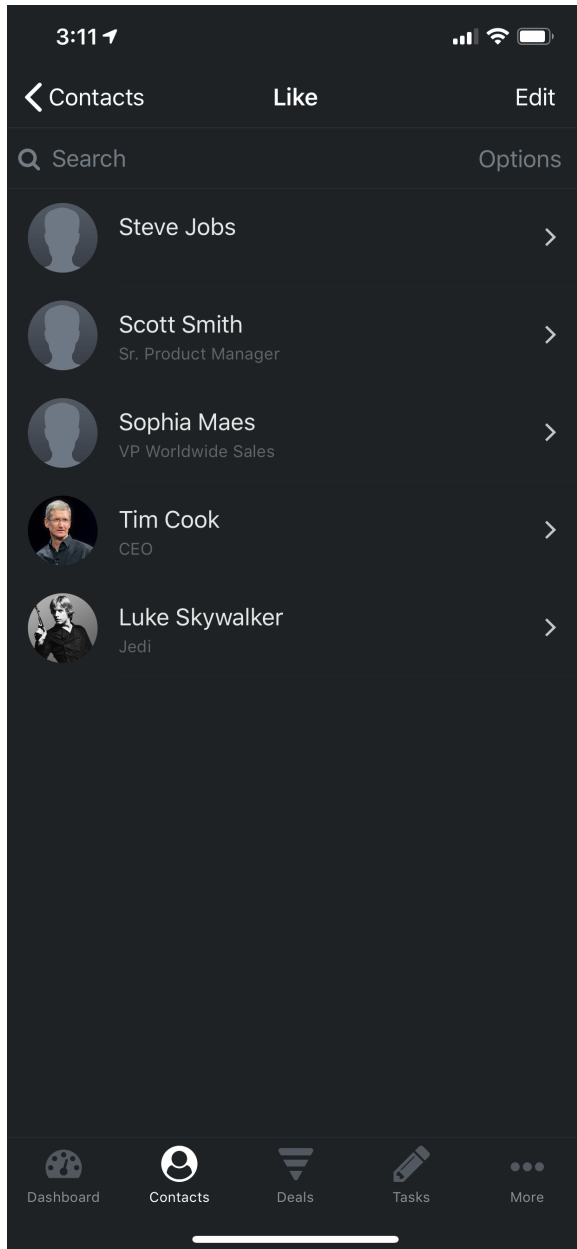 3:11
Contacts Like Edit
Search Options
Steve Jobs
Scott Smith
Sr. Product Manager
Sophia Maes
VP Worldwide Sales
Tim Cook
CEO
Luke Skywalker
Jedi
Dashboard Contacts Deals Tasks More